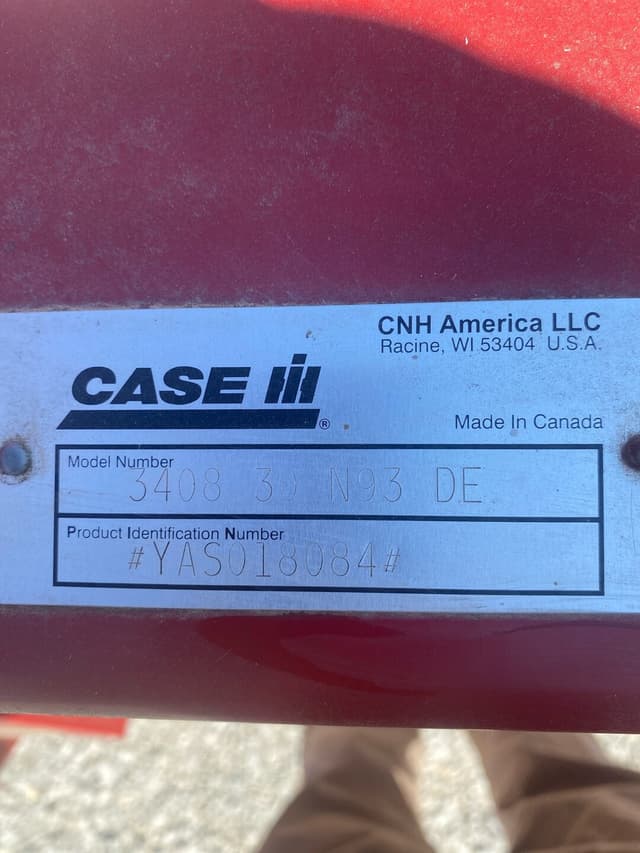 CNH America LLC
Racine, WI 53404 U.S.A.
CASE IH ®
Made In Canada
Model Number
3408 N93 DE
Product Identification Number
#YAS018084#